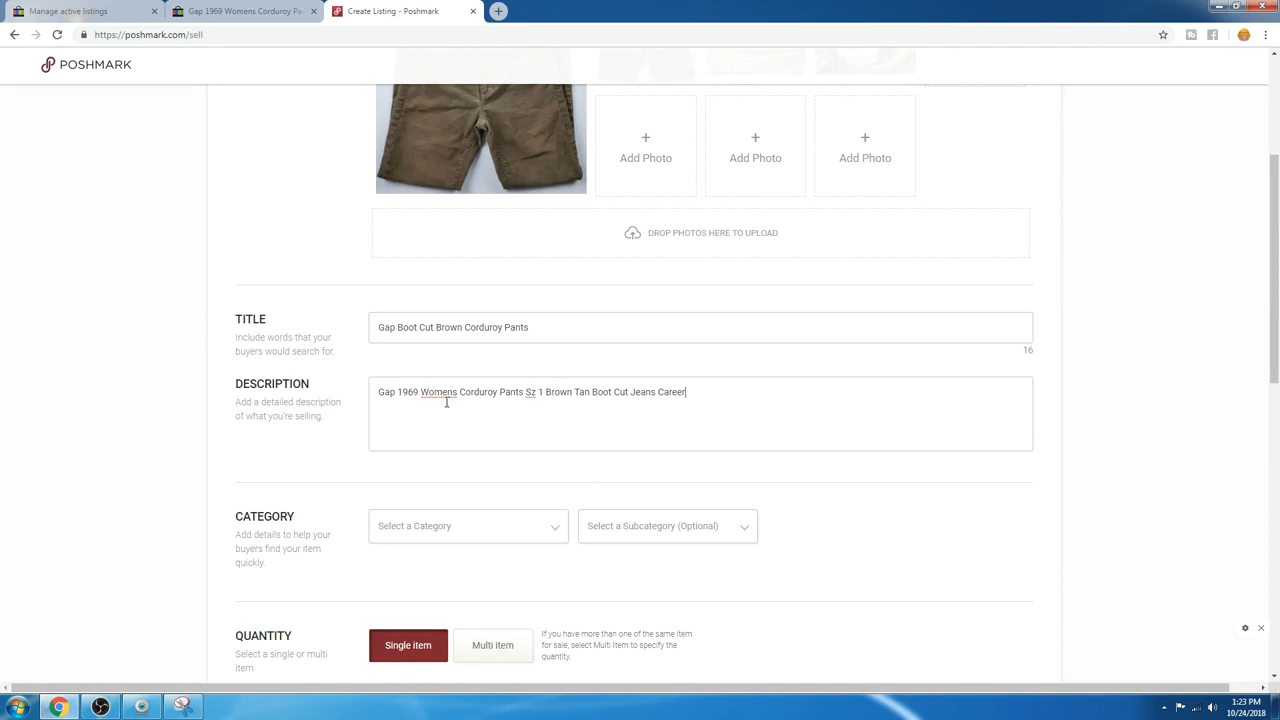 Manage active listings
Gap 1969 Womens Corduroy Pa
Create Listing - Poshmark
https://poshmark.com/sell
POSHMARK
Add Photo
Add Photo
Add Photo
DROP PHOTOS HERE TO UPLOAD
TITLE
Include words that your
buyers would search for.
Gap Boot Cut Brown Corduroy Pants
16
DESCRIPTION
Add a detailed description
of what you're selling.
Gap 1969 Womens Corduroy Pants Sz 1 Brown Tan Boot Cut Jeans Career
CATEGORY
Add details to help your
buyers find your item
quickly.
Select a Category
Select a Subcategory (Optional)
QUANTITY
Select a single or multi
item
Single item
Multi item
If you have more than one of the same item
for sale, select Multi Item to specify the
quantity.
1:23 PM
10/24/2018